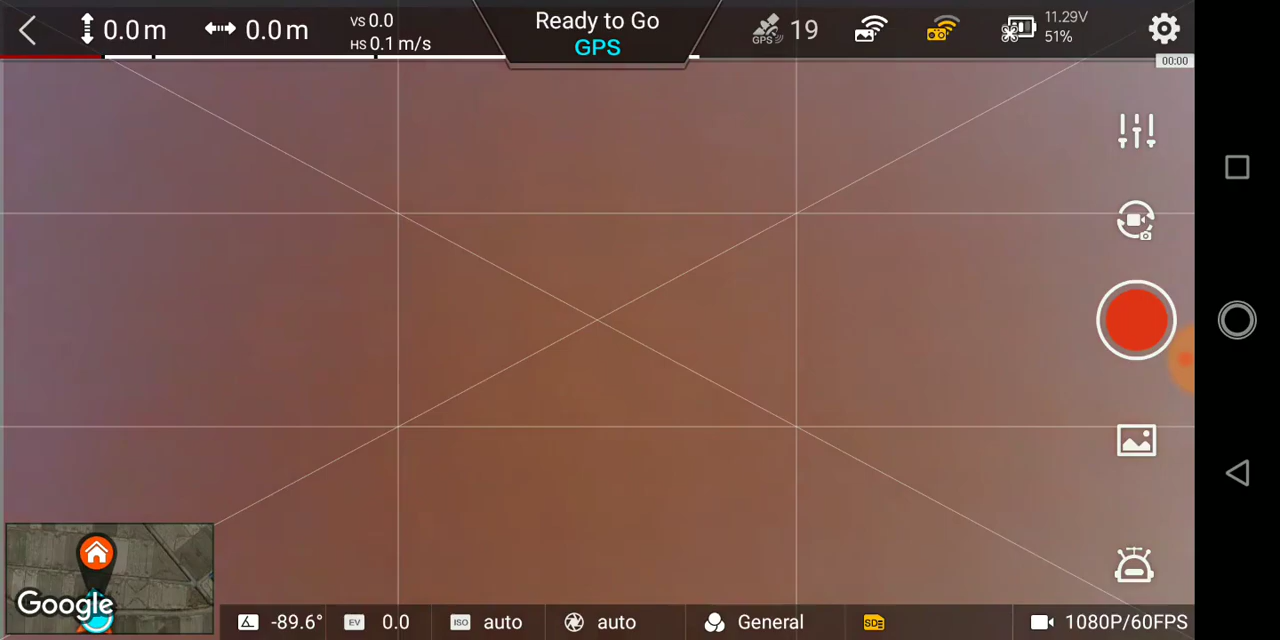 0.0m
0.0m
VS 0.0
HS 0.1 m/s
Ready to Go
GPS
GPS 19
11.29V
51%
00:00
Google
-89.6°
EV 0.0
ISO auto
auto
General
SD
1080P/60FPS